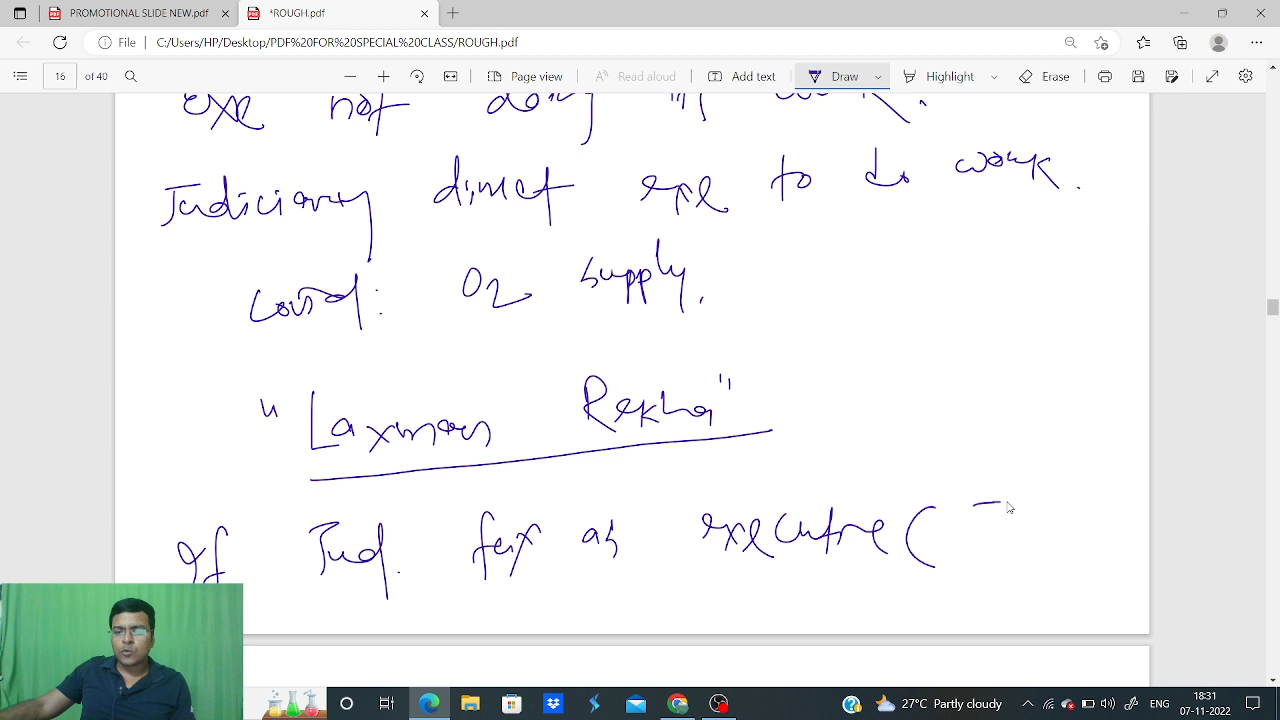 PROMOTIONAL SLIDE NEW.pdf
*ROUGH.pdf
File C:/Users/HP/Desktop/PDF%20FOR%20SPECIAL%20CLASS/ROUGH.pdf
16 of 40 Page view Read aloud Add text Draw Highlight Erase
exe not doing work.
Judiciary direct exe to do work.
Covid: O2 supply.
"Laxman Rekha"
If Jud. as executive (
27°C Partly cloudy
ENG
18:31
07-11-2022